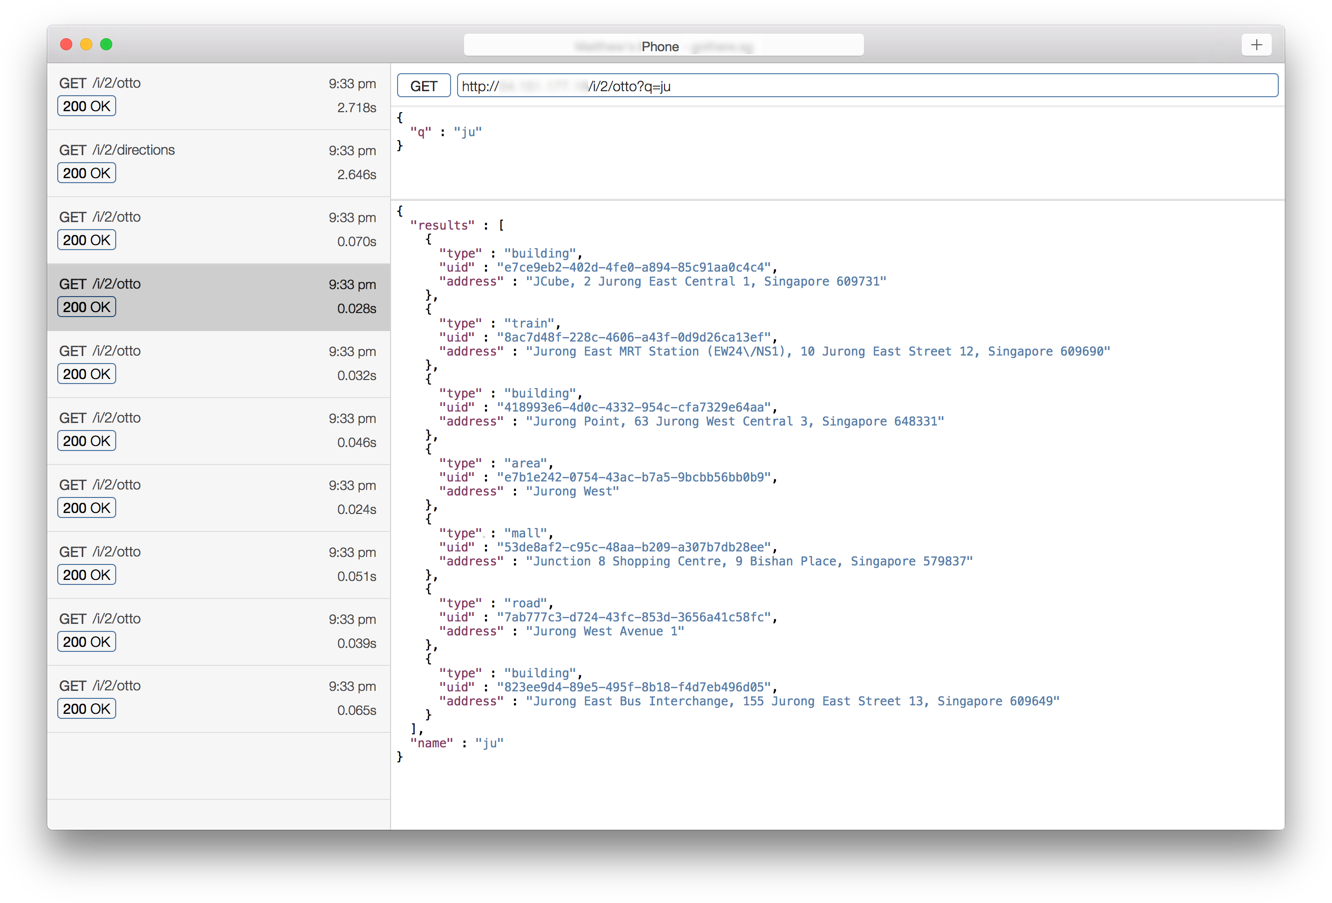 Phone
GET /i/2/otto 9:33 pm
200 OK 2.718s
GET /i/2/directions 9:33 pm
200 OK 2.646s
GET /i/2/otto 9:33 pm
200 OK 0.070s
GET /i/2/otto 9:33 pm
200 OK 0.028s
GET /i/2/otto 9:33 pm
200 OK 0.032s
GET /i/2/otto 9:33 pm
200 OK 0.046s
GET /i/2/otto 9:33 pm
200 OK 0.024s
GET /i/2/otto 9:33 pm
200 OK 0.051s
GET /i/2/otto 9:33 pm
200 OK 0.039s
GET /i/2/otto 9:33 pm
200 OK 0.065s
GET http:// /i/2/otto?q=ju
{
"q" : "ju"
}
{
"results" : [
{
"type" : "building",
"uid" : "e7ce9eb2-402d-4fe0-a894-85c91aa0c4c4",
"address" : "JCube, 2 Jurong East Central 1, Singapore 609731"
},
{
"type" : "train",
"uid" : "8ac7d48f-228c-4606-a43f-0d9d26ca13ef",
"address" : "Jurong East MRT Station (EW24\/NS1), 10 Jurong East Street 12, Singapore 609690"
},
{
"type" : "building",
"uid" : "418993e6-4d0c-4332-954c-cfa7329e64aa",
"address" : "Jurong Point, 63 Jurong West Central 3, Singapore 648331"
},
{
"type" : "area",
"uid" : "e7b1e242-0754-43ac-b7a5-9bcbb56bb0b9",
"address" : "Jurong West"
},
{
"type" : "mall",
"uid" : "53de8af2-c95c-48aa-b209-a307b7db28ee",
"address" : "Junction 8 Shopping Centre, 9 Bishan Place, Singapore 579837"
},
{
"type" : "road",
"uid" : "7ab777c3-d724-43fc-853d-3656a41c58fc",
"address" : "Jurong West Avenue 1"
},
{
"type" : "building",
"uid" : "823ee9d4-89e5-495f-8b18-f4d7eb496d05",
"address" : "Jurong East Bus Interchange, 155 Jurong East Street 13, Singapore 609649"
}
],
"name" : "ju"
}